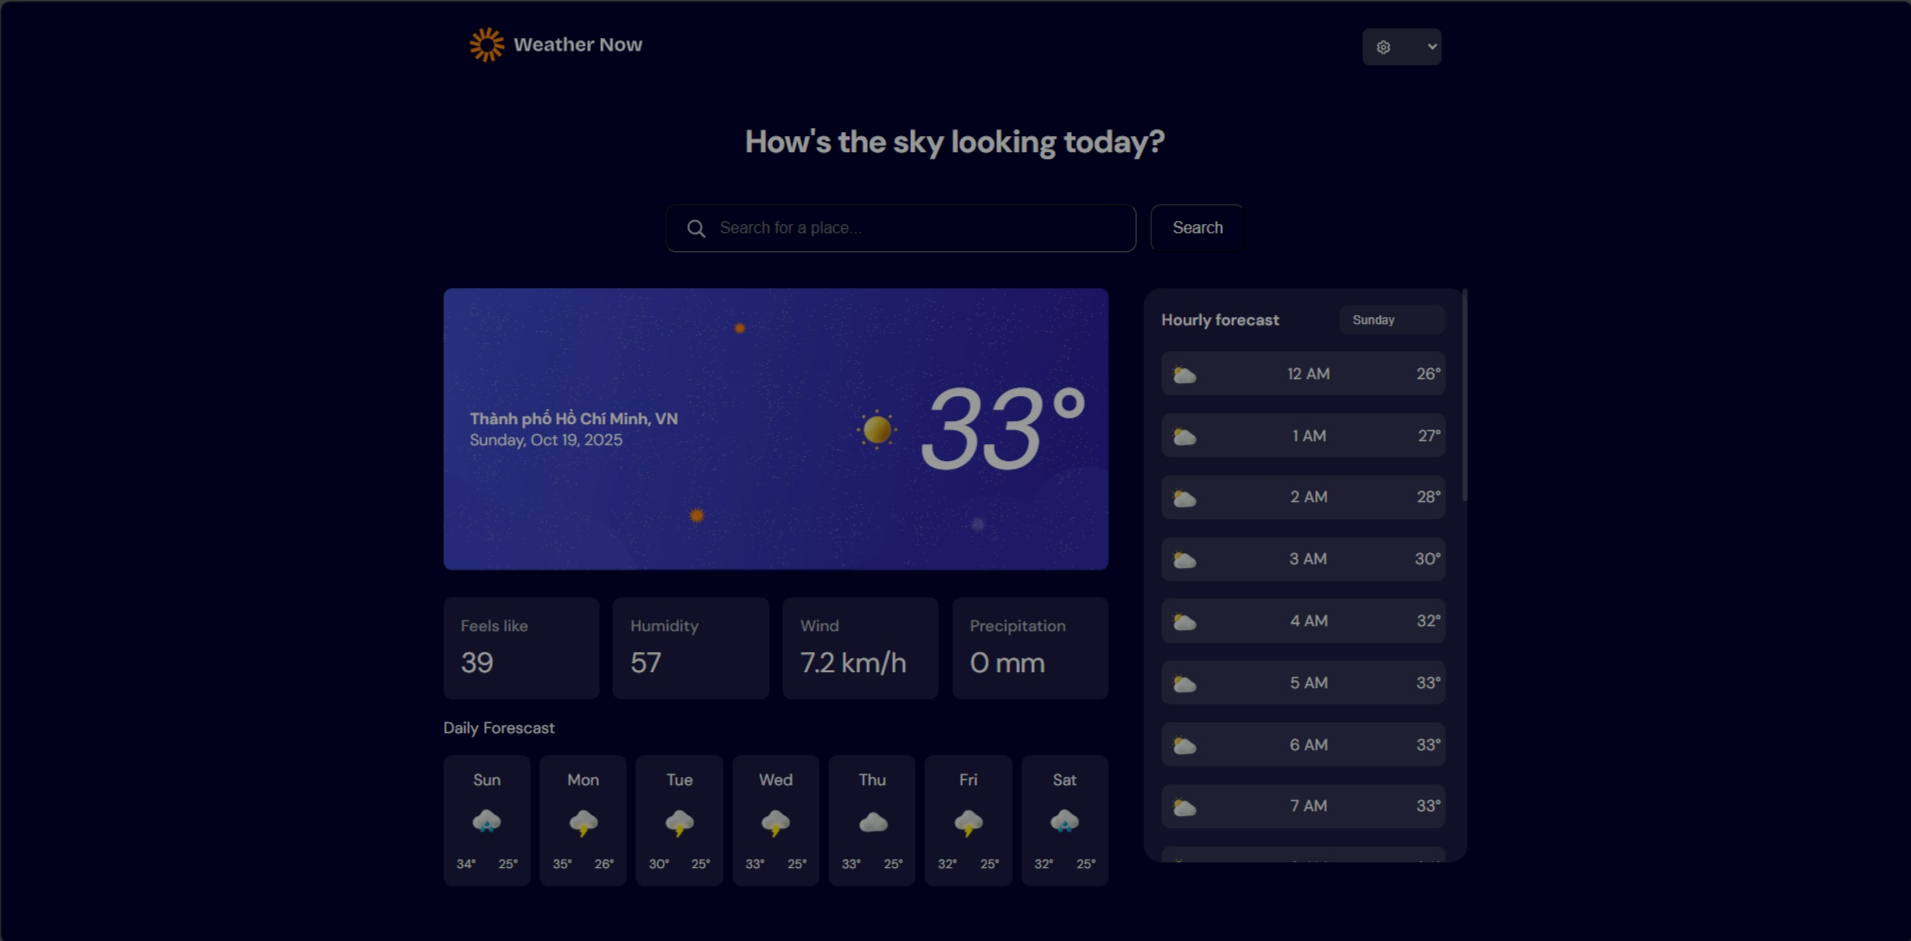 Weather Now
How's the sky looking today?
Search for a place...
Search
Thành phố Hồ Chí Minh, VN
Sunday, Oct 19, 2025
33°
Feels like
39
Humidity
57
Wind
7.2 km/h
Precipitation
0 mm
Daily Forescast
Sun
34° 25°
Mon
35° 26°
Tue
30° 25°
Wed
33° 25°
Thu
33° 25°
Fri
32° 25°
Sat
32° 25°
Hourly forecast
Sunday
12 AM 26°
1 AM 27°
2 AM 28°
3 AM 30°
4 AM 32°
5 AM 33°
6 AM 33°
7 AM 33°